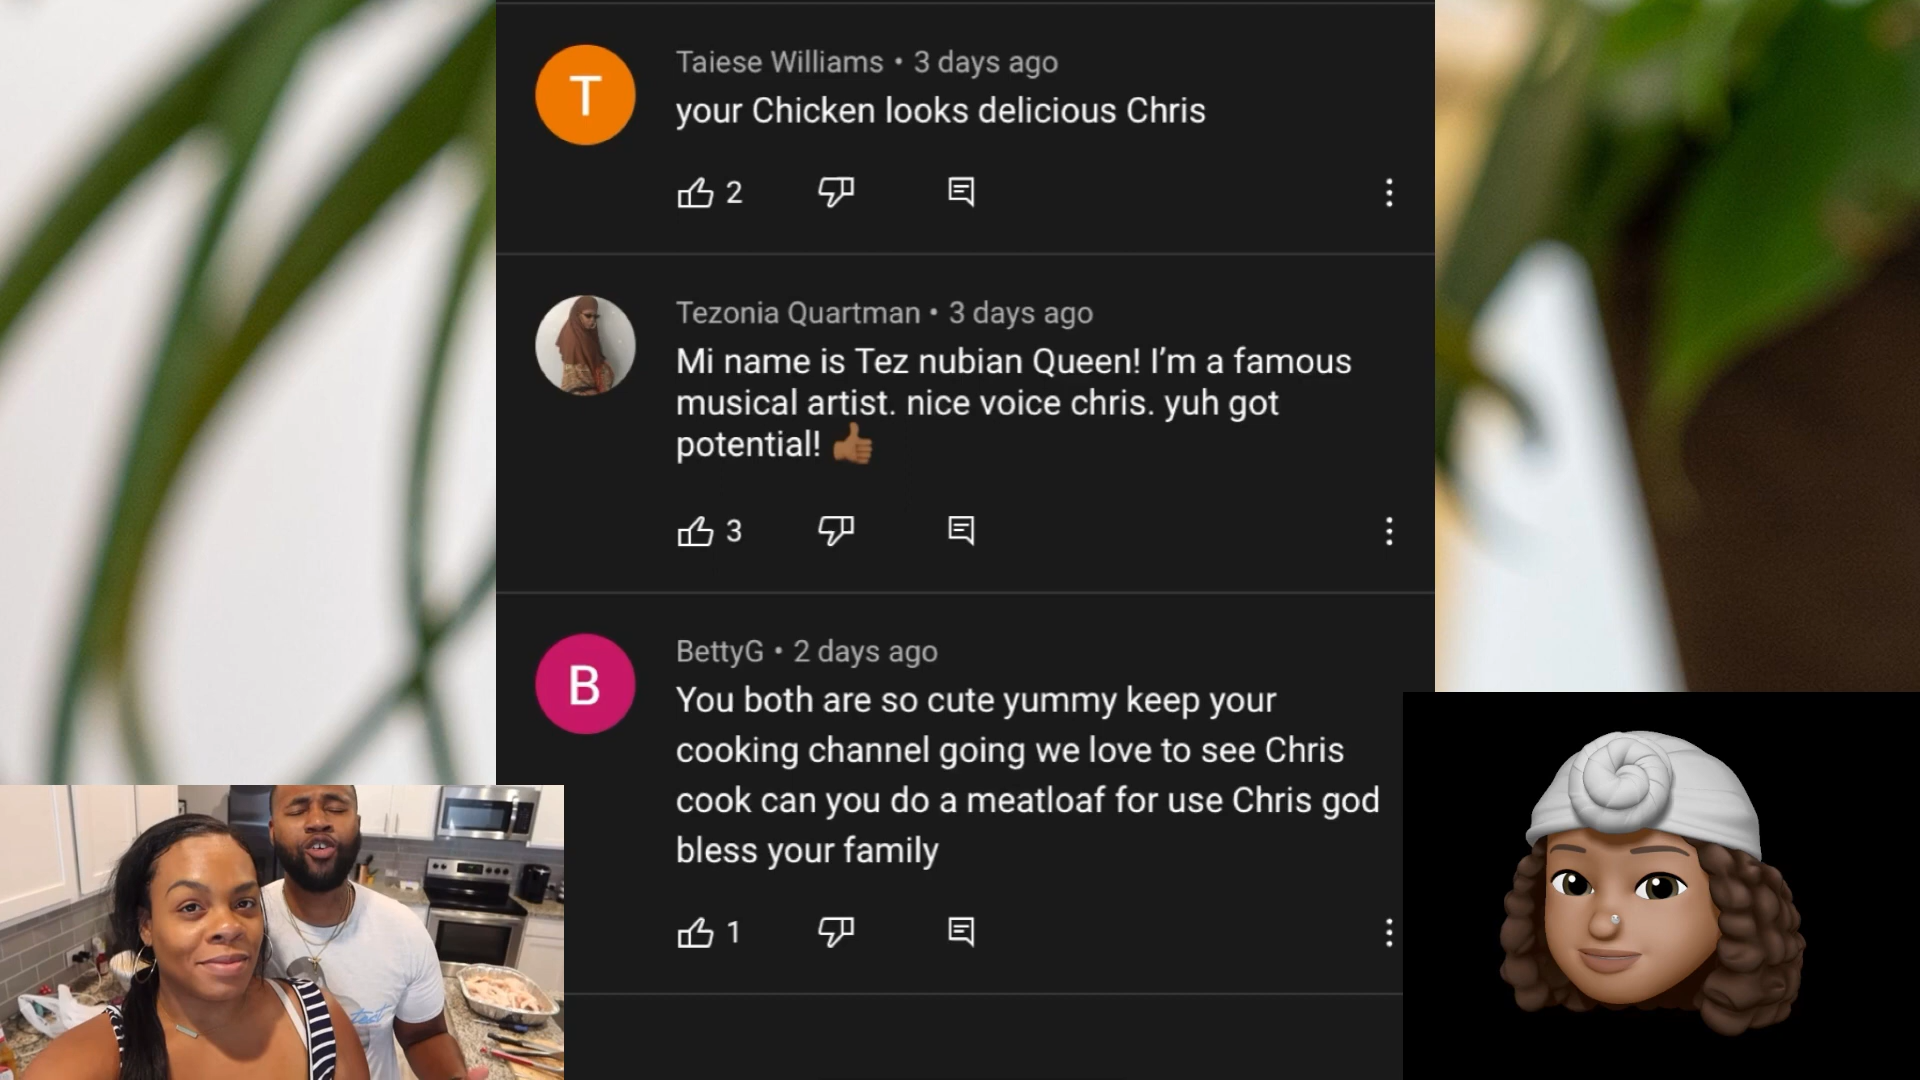 T
Taiese Williams • 3 days ago
your Chicken looks delicious Chris
2
Tezonia Quartman • 3 days ago
Mi name is Tez nubian Queen! I’m a famous
musical artist. nice voice chris. yuh got
potential! 👍🏾
3
B
BettyG • 2 days ago
You both are so cute yummy keep your
cooking channel going we love to see Chris
cook can you do a meatloaf for use Chris god
bless your family
1